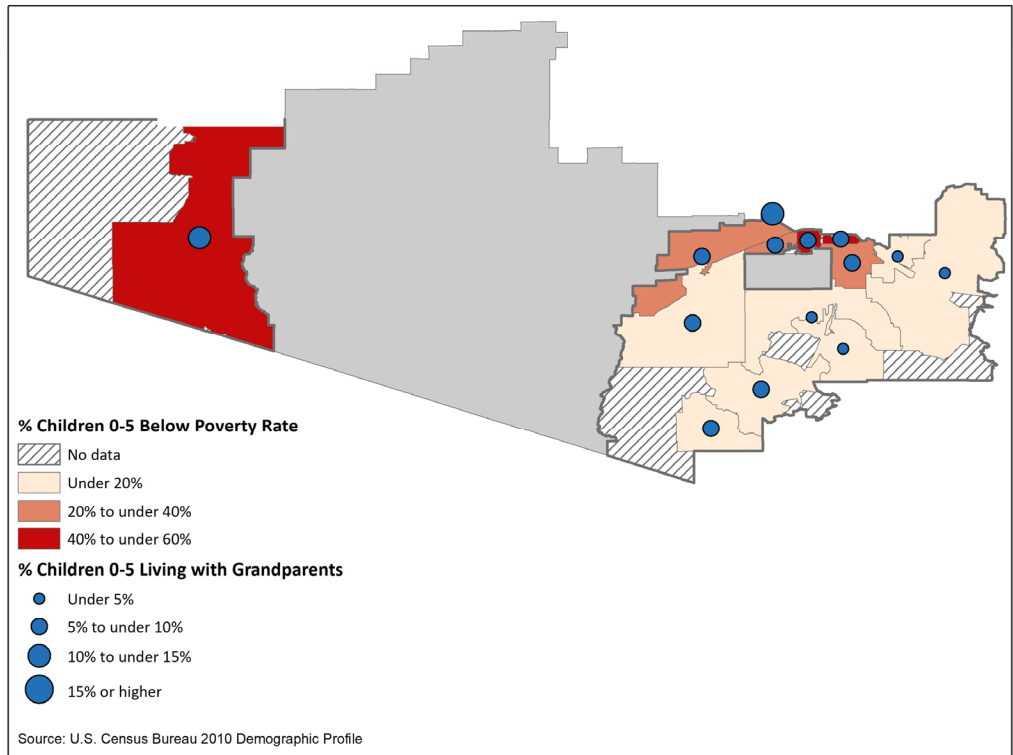 % Children 0-5 Below Poverty Rate
No data
Under 20%
20% to under 40%
40% to under 60%
% Children 0-5 Living with Grandparents
Under 5%
5% to under 10%
10% to under 15%
15% or higher
Source: U.S. Census Bureau 2010 Demographic Profile